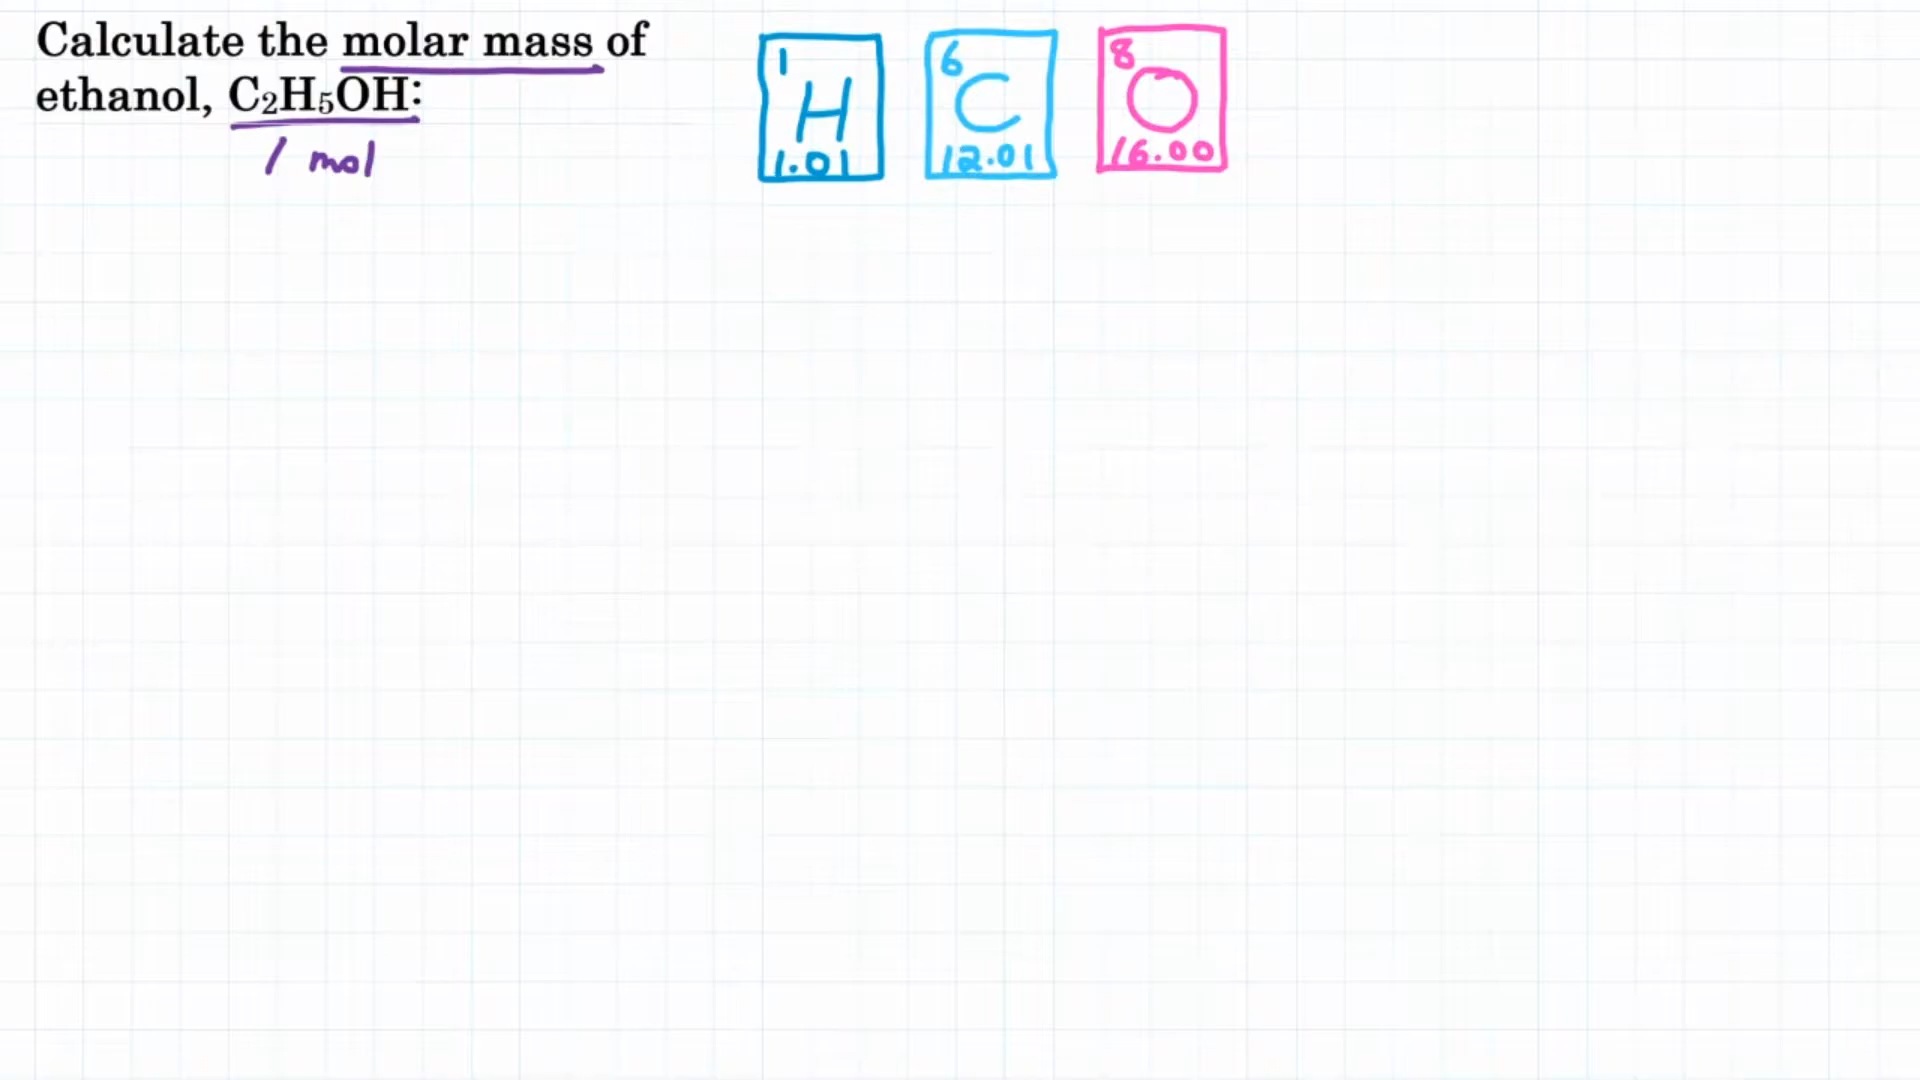 Calculate the molar mass of
ethanol, C₂H₅OH:
1 mol
1
H
1.01
6
C
12.01
8
O
16.00